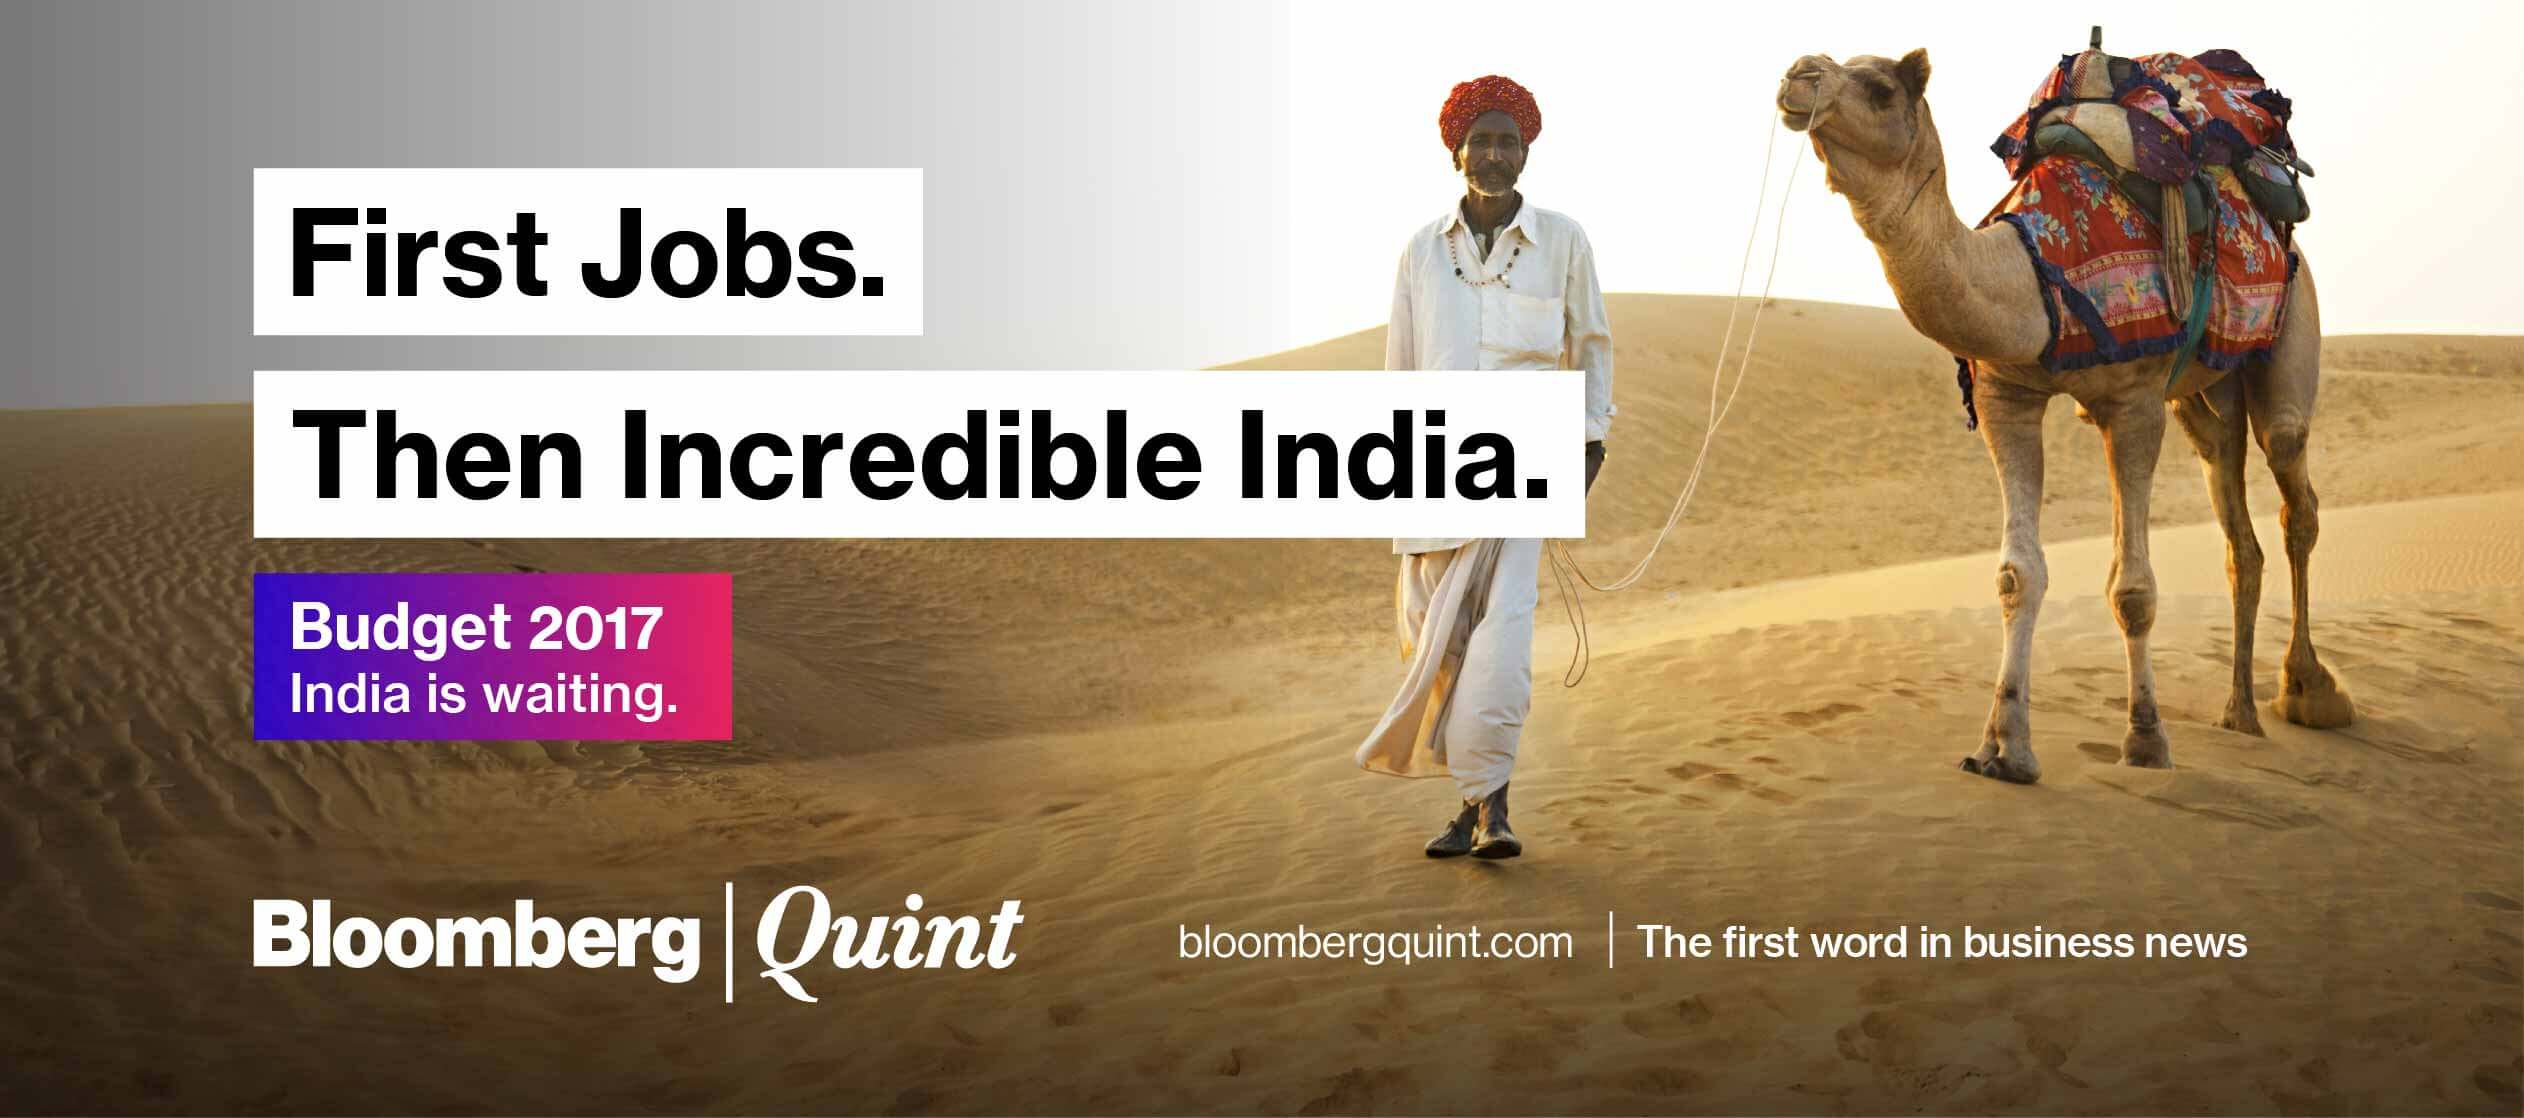 First Jobs.
Then Incredible India.
Budget 2017
India is waiting.
Bloomberg | Quint
bloombergquint.com | The first word in business news